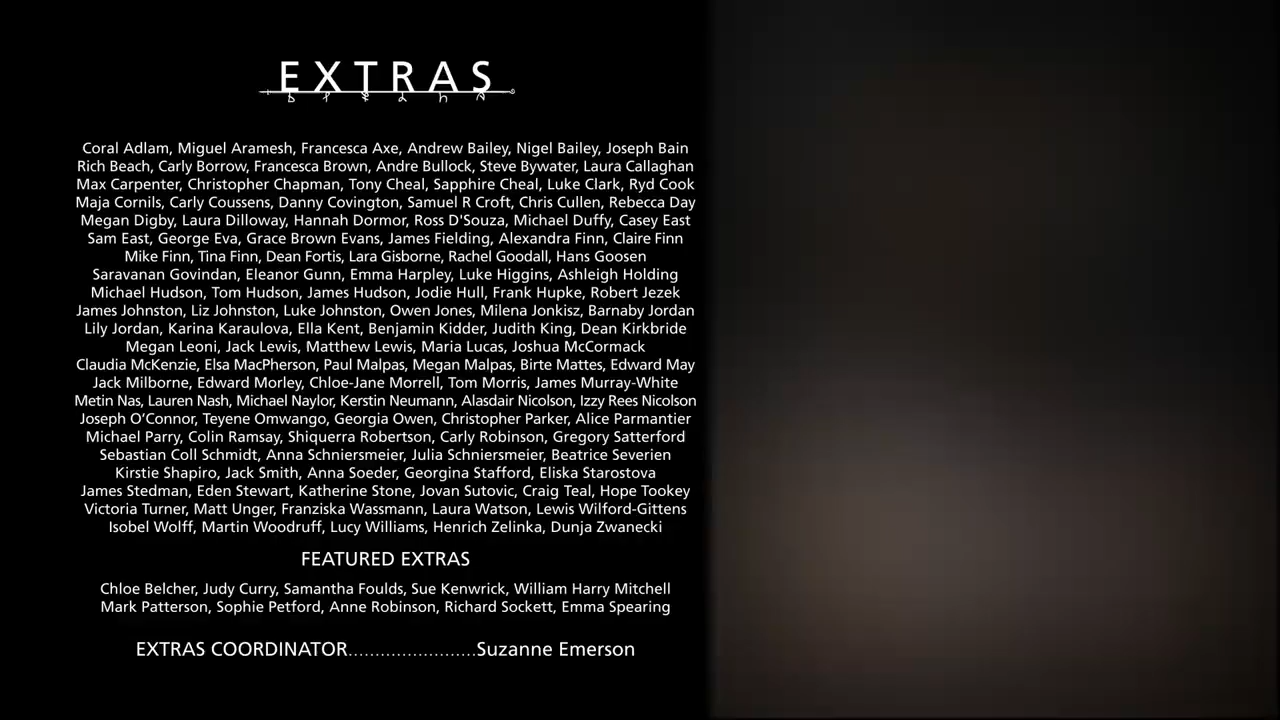 EXTRAS
Coral Adlam, Miguel Aramesh, Francesca Axe, Andrew Bailey, Nigel Bailey, Joseph Bain
Rich Beach, Carly Borrow, Francesca Brown, Andre Bullock, Steve Bywater, Laura Callaghan
Max Carpenter, Christopher Chapman, Tony Cheal, Sapphire Cheal, Luke Clark, Ryd Cook
Maja Cornils, Carly Coussens, Danny Covington, Samuel R Croft, Chris Cullen, Rebecca Day
Megan Digby, Laura Dilloway, Hannah Dormor, Ross D'Souza, Michael Duffy, Casey East
Sam East, George Eva, Grace Brown Evans, James Fielding, Alexandra Finn, Claire Finn
Mike Finn, Tina Finn, Dean Fortis, Lara Gisborne, Rachel Goodall, Hans Goosen
Saravanan Govindan, Eleanor Gunn, Emma Harpley, Luke Higgins, Ashleigh Holding
Michael Hudson, Tom Hudson, James Hudson, Jodie Hull, Frank Hupke, Robert Jezek
James Johnston, Liz Johnston, Luke Johnston, Owen Jones, Milena Jonkisz, Barnaby Jordan
Lily Jordan, Karina Karaulova, Ella Kent, Benjamin Kidder, Judith King, Dean Kirkbride
Megan Leoni, Jack Lewis, Matthew Lewis, Maria Lucas, Joshua McCormack
Claudia McKenzie, Elsa MacPherson, Paul Malpas, Megan Malpas, Birte Mattes, Edward May
Jack Milborne, Edward Morley, Chloe-Jane Morrell, Tom Morris, James Murray-White
Metin Nas, Lauren Nash, Michael Naylor, Kerstin Neumann, Alasdair Nicolson, Izzy Rees Nicolson
Joseph O’Connor, Teyene Omwango, Georgia Owen, Christopher Parker, Alice Parmantier
Michael Parry, Colin Ramsay, Shiquerra Robertson, Carly Robinson, Gregory Satterford
Sebastian Coll Schmidt, Anna Schniersmeier, Julia Schniersmeier, Beatrice Severien
Kirstie Shapiro, Jack Smith, Anna Soeder, Georgina Stafford, Eliska Starostova
James Stedman, Eden Stewart, Katherine Stone, Jovan Sutovic, Craig Teal, Hope Tookey
Victoria Turner, Matt Unger, Franziska Wassmann, Laura Watson, Lewis Wilford-Gittens
Isobel Wolff, Martin Woodruff, Lucy Williams, Henrich Zelinka, Dunja Zwanecki
FEATURED EXTRAS
Chloe Belcher, Judy Curry, Samantha Foulds, Sue Kenwrick, William Harry Mitchell
Mark Patterson, Sophie Petford, Anne Robinson, Richard Sockett, Emma Spearing
EXTRAS COORDINATOR........................Suzanne Emerson